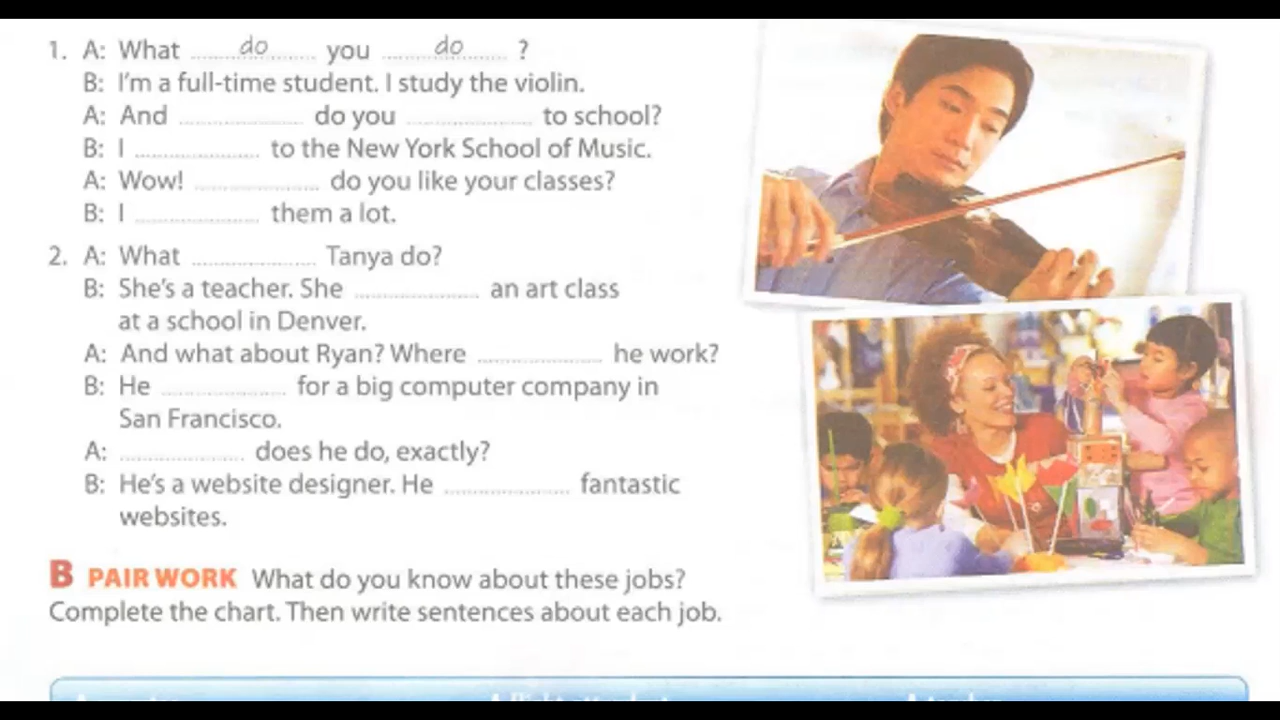 1. A: What do you do ?
B: I'm a full-time student. I study the violin.
A: And ............ do you ............ to school?
B: I ............ to the New York School of Music.
A: Wow! ............ do you like your classes?
B: I ............ them a lot.
2. A: What ............ Tanya do?
B: She's a teacher. She ............ an art class
at a school in Denver.
A: And what about Ryan? Where ............ he work?
B: He ............ for a big computer company in
San Francisco.
A: ............ does he do, exactly?
B: He's a website designer. He ............ fantastic
websites.
B PAIR WORK What do you know about these jobs?
Complete the chart. Then write sentences about each job.